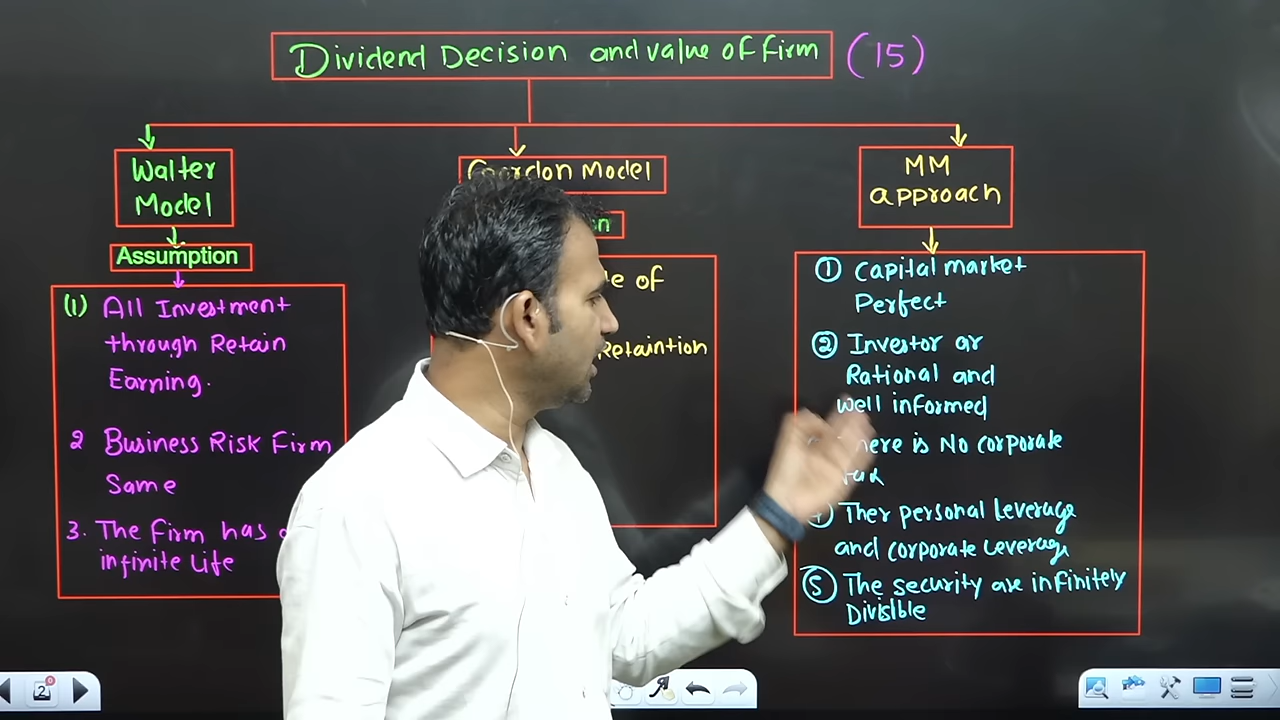 Dividend Decision and value of firm (15)
Walter
Model
Assumption
(1) All Investment
through Retain
Earning.
2 Business Risk Firm
Same
3. The firm has
infinite Life
Model
of
Retaintion
MM
approach
① Capital market
Perfect
② Investor ar
Rational and
well informed
is No corporate
Ther personal Leverage
and corporate Leverage
⑤ The security are infinitely
Divisible
2
0